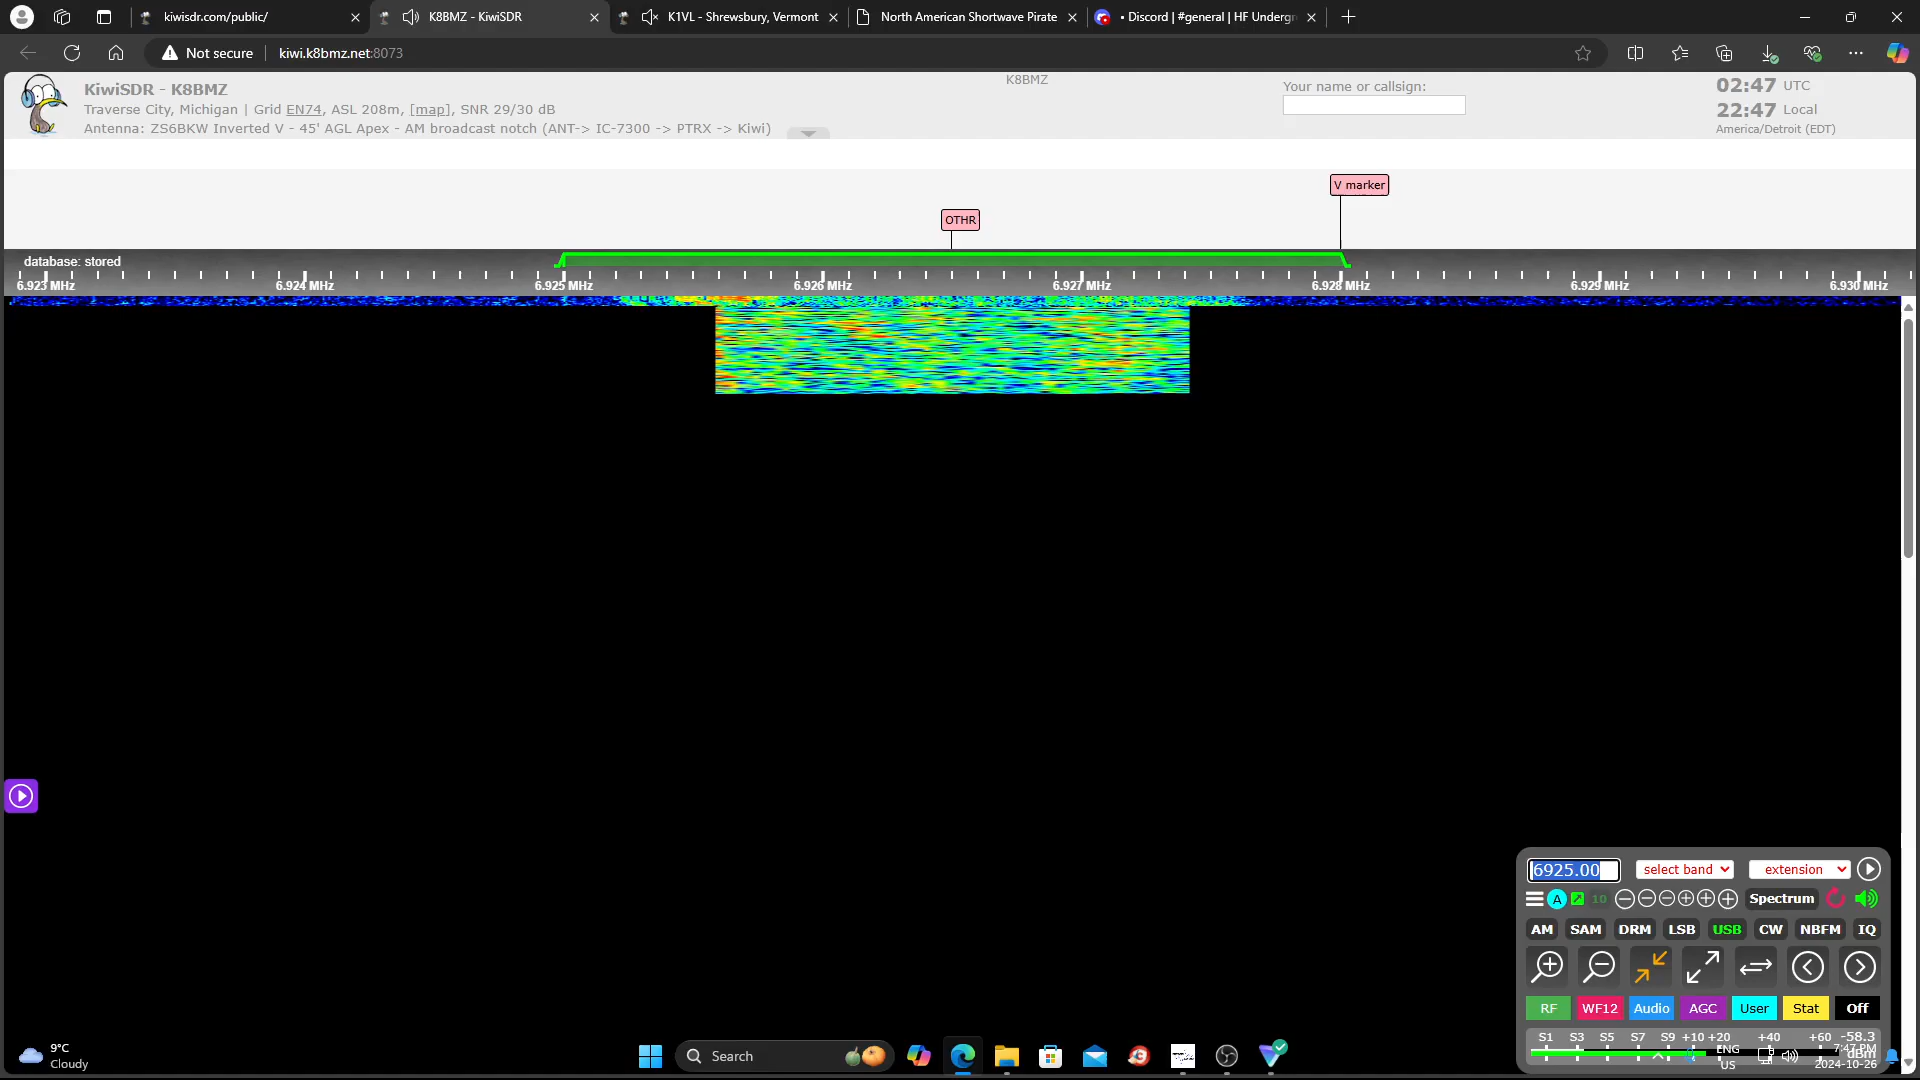 kiwisdr.com/public/
K8BMZ - KiwiSDR
K1VL - Shrewsbury, Vermont
North American Shortwave Pirate
• Discord | #general | HF Undergr
Not secure
kiwi.k8bmz.net:8073
KiwiSDR - K8BMZ
Traverse City, Michigan | Grid EN74, ASL 208m, [map], SNR 29/30 dB
Antenna: ZS6BKW Inverted V - 45' AGL Apex - AM broadcast notch (ANT-> IC-7300 -> PTRX -> Kiwi)
K8BMZ
Your name or callsign:
02:47 UTC
22:47 Local
America/Detroit (EDT)
V marker
OTHR
database: stored
6.923 MHz 6.924 MHz 6.925 MHz 6.926 MHz 6.927 MHz 6.928 MHz 6.929 MHz 6.930 MHz
6925.00 select band extension
A 10 Spectrum
AM SAM DRM LSB USB CW NBFM IQ
RF WF12 Audio AGC User Stat Off
S1 S3 S5 S7 S9 +10 +20 +40 +60 -58.3
dBm
9°C
Cloudy
Search
ENG
US
7:47 PM
2024-10-26